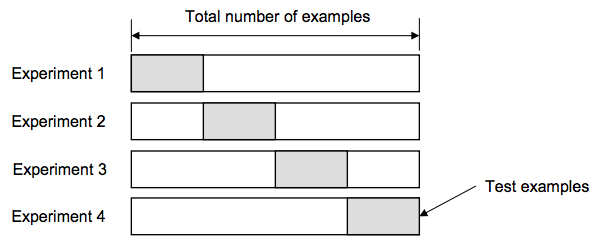 Total number of examples
Experiment 1
Experiment 2
Experiment 3
Test examples
Experiment 4